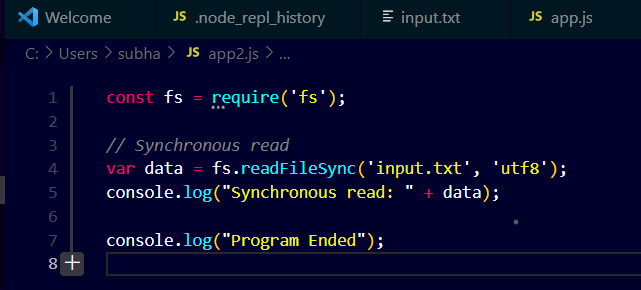 Welcome JS .node_repl_history input.txt JS app.js
C: > Users > subha > JS app2.js > ...
1 const fs = require('fs');
2
3 // Synchronous read
4 var data = fs.readFileSync('input.txt', 'utf8');
5 console.log("Synchronous read: " + data);
6
7 console.log("Program Ended");
8